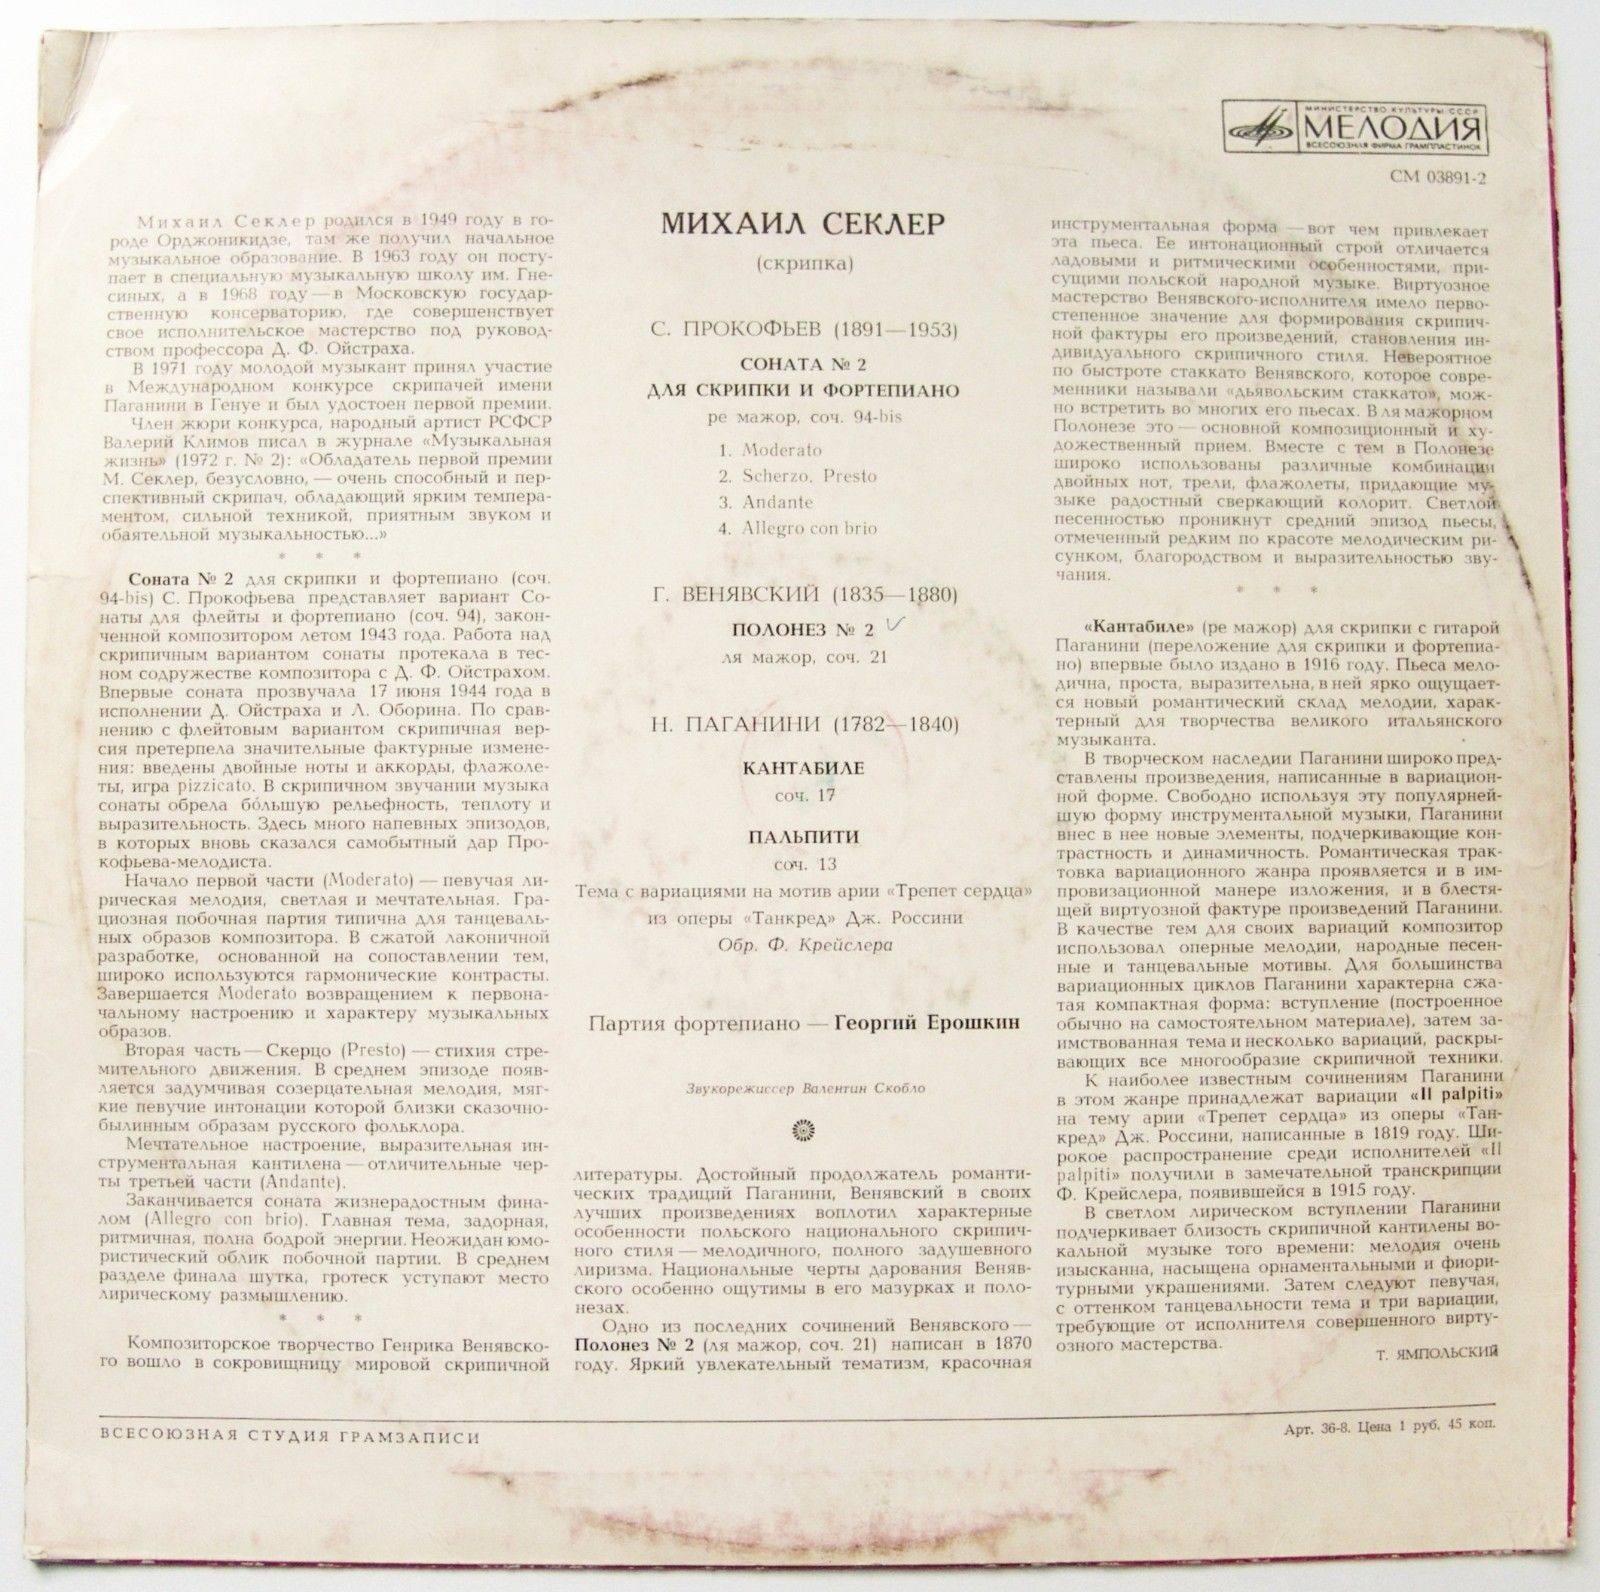 МИНИСТЕРСТВО КУЛЬТУРЫ СССР
МЕЛОДИЯ
ВСЕСОЮЗНАЯ ФИРМА ГРАМПЛАСТИНОК
СМ 03891-2
Михаил Секлер родился в 1949 году в го-
роде Орджоникидзе, там же получил начальное
музыкальное образование. В 1963 году он посту-
пает в специальную музыкальную школу им. Гне-
синых, а в 1968 году — в Московскую государ-
ственную консерваторию, где совершенствует
свое исполнительское мастерство под руковод-
ством профессора Д. Ф. Ойстраха.
В 1971 году молодой музыкант принял участие
в Международном конкурсе скрипачей имени
Паганини в Генуе и был удостоен первой премии.
Член жюри конкурса, народный артист РСФСР
Валерий Климов писал в журнале «Музыкальная
жизнь» (1972 г. № 2): «Обладатель первой премии
М. Секлер, безусловно, — очень способный и пер-
спективный скрипач, обладающий ярким темпера-
ментом, сильной техникой, приятным звуком и
обаятельной музыкальностью...»
* * *
Соната № 2 для скрипки и фортепиано (соч.
94-bis) С. Прокофьева представляет вариант Со-
наты для флейты и фортепиано (соч. 94), закон-
ченной композитором летом 1943 года. Работа над
скрипичным вариантом сонаты протекала в тес-
ном содружестве композитора с Д. Ф. Ойстрахом.
Впервые соната прозвучала 17 июня 1944 года в
исполнении Д. Ойстраха и Л. Оборина. По срав-
нению с флейтовым вариантом скрипичная вер-
сия претерпела значительные фактурные измене-
ния: введены двойные ноты и аккорды, флажоле-
ты, игра pizzicato. В скрипичном звучании музыка
сонаты обрела бо́льшую рельефность, теплоту и
выразительность. Здесь много напевных эпизодов,
в которых вновь сказался самобытный дар Про-
кофьева-мелодиста.
Начало первой части (Moderato) — певучая ли-
рическая мелодия, светлая и мечтательная. Гра-
циозная побочная партия типична для танцеваль-
ных образов композитора. В сжатой лаконичной
разработке, основанной на сопоставлении тем,
широко используются гармонические контрасты.
Завершается Moderato возвращением к первона-
чальному настроению и характеру музыкальных
образов.
Вторая часть — Скерцо (Presto) — стихия стре-
мительного движения. В среднем эпизоде появ-
ляется задумчивая созерцательная мелодия, мяг-
кие певучие интонации которой близки сказочно-
былинным образам русского фольклора.
Мечтательное настроение, выразительная ин-
струментальная кантилена — отличительные чер-
ты третьей части (Andante).
Заканчивается соната жизнерадостным фина-
лом (Allegro con brio). Главная тема, задорная,
ритмичная, полна бодрой энергии. Неожидан юмо-
ристический облик побочной партии. В среднем
разделе финала шутка, гротеск уступают место
лирическому размышлению.
* * *
Композиторское творчество Генрика Венявско-
го вошло в сокровищницу мировой скрипичной
МИХАИЛ СЕКЛЕР
(скрипка)
С. ПРОКОФЬЕВ (1891—1953)
СОНАТА № 2
ДЛЯ СКРИПКИ И ФОРТЕПИАНО
ре мажор, соч. 94-bis
1. Moderato
2. Scherzo. Presto
3. Andante
4. Allegro con brio
Г. ВЕНЯВСКИЙ (1835—1880)
ПОЛОНЕЗ № 2
ля мажор, соч. 21
Н. ПАГАНИНИ (1782—1840)
КАНТАБИЛЕ
соч. 17
ПАЛЬПИТИ
соч. 13
Тема с вариациями на мотив арии «Трепет сердца»
из оперы «Танкред» Дж. Россини
Обр. Ф. Крейслера
Партия фортепиано — Георгий Ерошкин
Звукорежиссер Валентин Скобло
литературы. Достойный продолжатель романти-
ческих традиций Паганини, Венявский в своих
лучших произведениях воплотил характерные
особенности польского национального скрипич-
ного стиля — мелодичного, полного задушевного
лиризма. Национальные черты дарования Веняв-
ского особенно ощутимы в его мазурках и поло-
незах.
Одно из последних сочинений Венявского —
Полонез № 2 (ля мажор, соч. 21) написан в 1870
году. Яркий увлекательный тематизм, красочная
инструментальная форма — вот чем привлекает
эта пьеса. Ее интонационный строй отличается
ладовыми и ритмическими особенностями, при-
сущими польской народной музыке. Виртуозное
мастерство Венявского-исполнителя имело перво-
степенное значение для формирования скрипич-
ной фактуры его произведений, становления ин-
дивидуального скрипичного стиля. Невероятное
по быстроте стаккато Венявского, которое совре-
менники называли «дьявольским стаккато», мож-
но встретить во многих его пьесах. В ля мажорном
Полонезе это — основной композиционный и ху-
дожественный прием. Вместе с тем в Полонезе
широко использованы различные комбинации
двойных нот, трели, флажолеты, придающие му-
зыке радостный сверкающий колорит. Светлой
песенностью проникнут средний эпизод пьесы,
отмеченный редким по красоте мелодическим ри-
сунком, благородством и выразительностью зву-
чания.
* * *
«Кантабиле» (ре мажор) для скрипки с гитарой
Паганини (переложение для скрипки и фортепиа-
но) впервые было издано в 1916 году. Пьеса мело-
дична, проста, выразительна, в ней ярко ощущает-
ся новый романтический склад мелодии, харак-
терный для творчества великого итальянского
музыканта.
В творческом наследии Паганини широко пред-
ставлены произведения, написанные в вариацион-
ной форме. Свободно используя эту популярней-
шую форму инструментальной музыки, Паганини
внес в нее новые элементы, подчеркивающие кон-
трастность и динамичность. Романтическая трак-
товка вариационного жанра проявляется и в им-
провизационной манере изложения, и в блестя-
щей виртуозной фактуре произведений Паганини.
В качестве тем для своих вариаций композитор
использовал оперные мелодии, народные песен-
ные и танцевальные мотивы. Для большинства
вариационных циклов Паганини характерна сжа-
тая компактная форма: вступление (построенное
обычно на самостоятельном материале), затем за-
имствованная тема и несколько вариаций, раскры-
вающих все многообразие скрипичной техники.
К наиболее известным сочинениям Паганини
в этом жанре принадлежат вариации «Il palpiti»
на тему арии «Трепет сердца» из оперы «Тан-
кред» Дж. Россини, написанные в 1819 году. Ши-
рокое распространение среди исполнителей «Il
palpiti» получили в замечательной транскрипции
Ф. Крейслера, появившейся в 1915 году.
В светлом лирическом вступлении Паганини
подчеркивает близость скрипичной кантилены во-
кальной музыке того времени: мелодия очень
изысканна, насыщена орнаментальными и фиори-
турными украшениями. Затем следуют певучая,
с оттенком танцевальности тема и три вариации,
требующие от исполнителя совершенного вирту-
озного мастерства.
Т. ЯМПОЛЬСКИЙ
ВСЕСОЮЗНАЯ СТУДИЯ ГРАМЗАПИСИ
Арт. 36-8. Цена 1 руб. 45 коп.